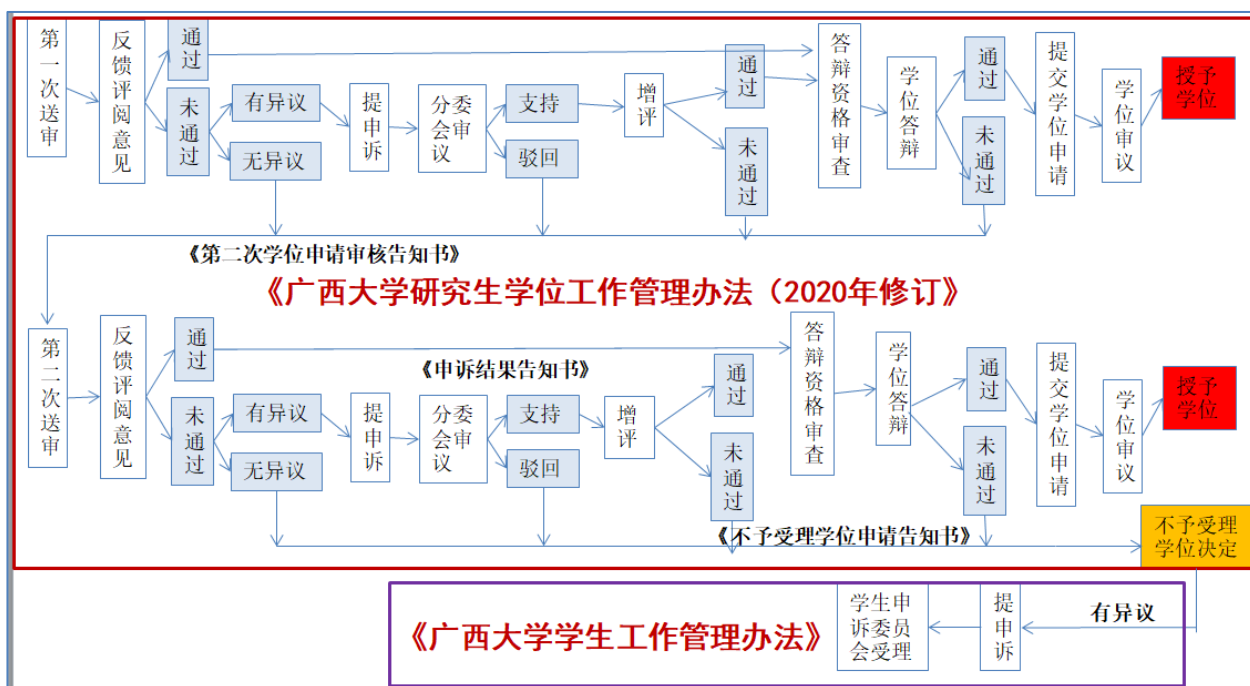 第一次送审
反馈评阅意见
通过
未通过
有异议
无异议
提申诉
分委会审议
支持
驳回
增评
通过
未通过
答辩资格审查
学位答辩
通过
未通过
提交学位申请
学位审议
授予
学位
《第二次学位申请审核告知书》
《广西大学研究生学位工作管理办法（2020年修订》
第二次送审
反馈评阅意见
通过
未通过
《申诉结果告知书》
有异议
无异议
提申诉
分委会审议
支持
驳回
增评
通过
未通过
答辩资格审查
学位答辩
通过
未通过
提交学位申请
学位审议
授予
学位
《不予受理学位申请告知书》
不予受理
学位决定
《广西大学学生工作管理办法》
学生申
诉委员
会受理
提申诉
有异议